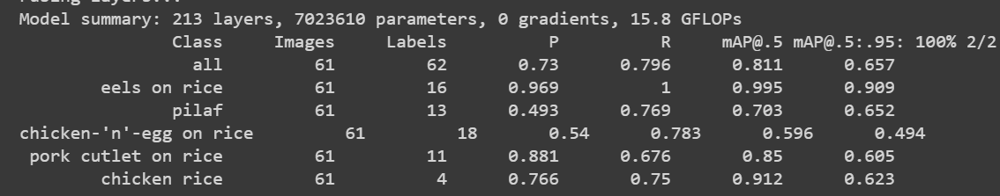 Fusing layers...
Model summary: 213 layers, 7023610 parameters, 0 gradients, 15.8 GFLOPs
Class Images Labels P R mAP@.5 mAP@.5:.95: 100% 2/2
all 61 62 0.73 0.796 0.811 0.657
eels on rice 61 16 0.969 1 0.995 0.909
pilaf 61 13 0.493 0.769 0.703 0.652
chicken-'n'-egg on rice 61 18 0.54 0.783 0.596 0.494
pork cutlet on rice 61 11 0.881 0.676 0.85 0.605
chicken rice 61 4 0.766 0.75 0.912 0.623